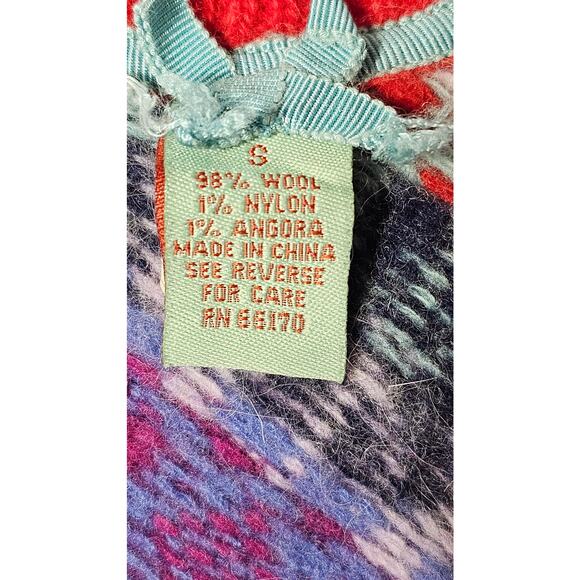 S
98% WOOL
1% NYLON
1% ANGORA
MADE IN CHINA
SEE REVERSE
FOR CARE
RN 66170